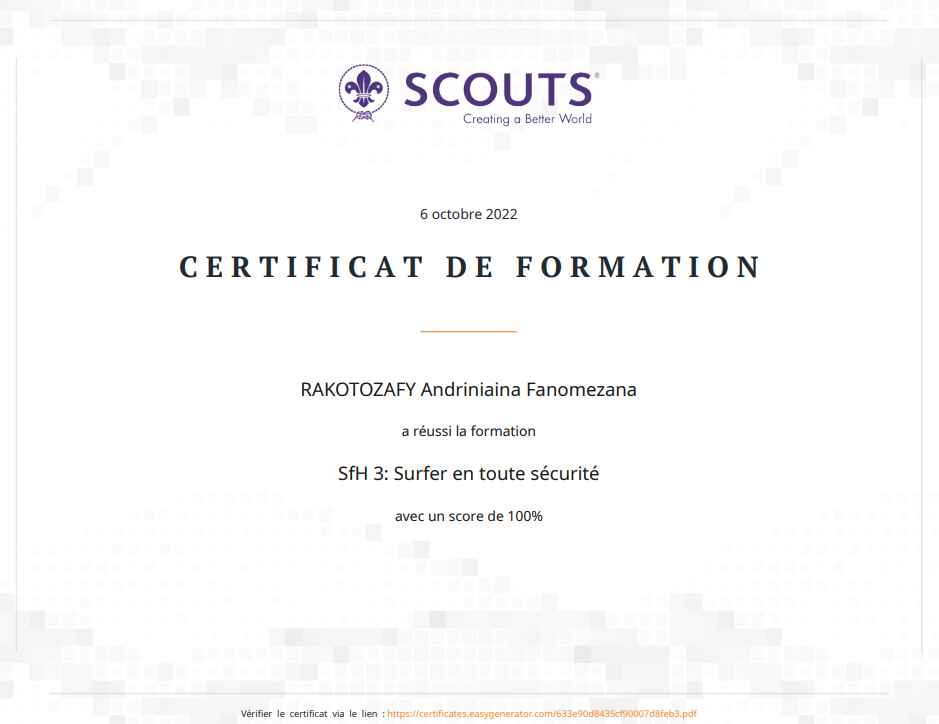 SCOUTS®
Creating a Better World
6 octobre 2022
CERTIFICAT DE FORMATION
RAKOTOZAFY Andriniaina Fanomezana
a réussi la formation
SfH 3: Surfer en toute sécurité
avec un score de 100%
Vérifier le certificat via le lien : https://certificates.easygenerator.com/633e90d8435cf90007d8feb3.pdf